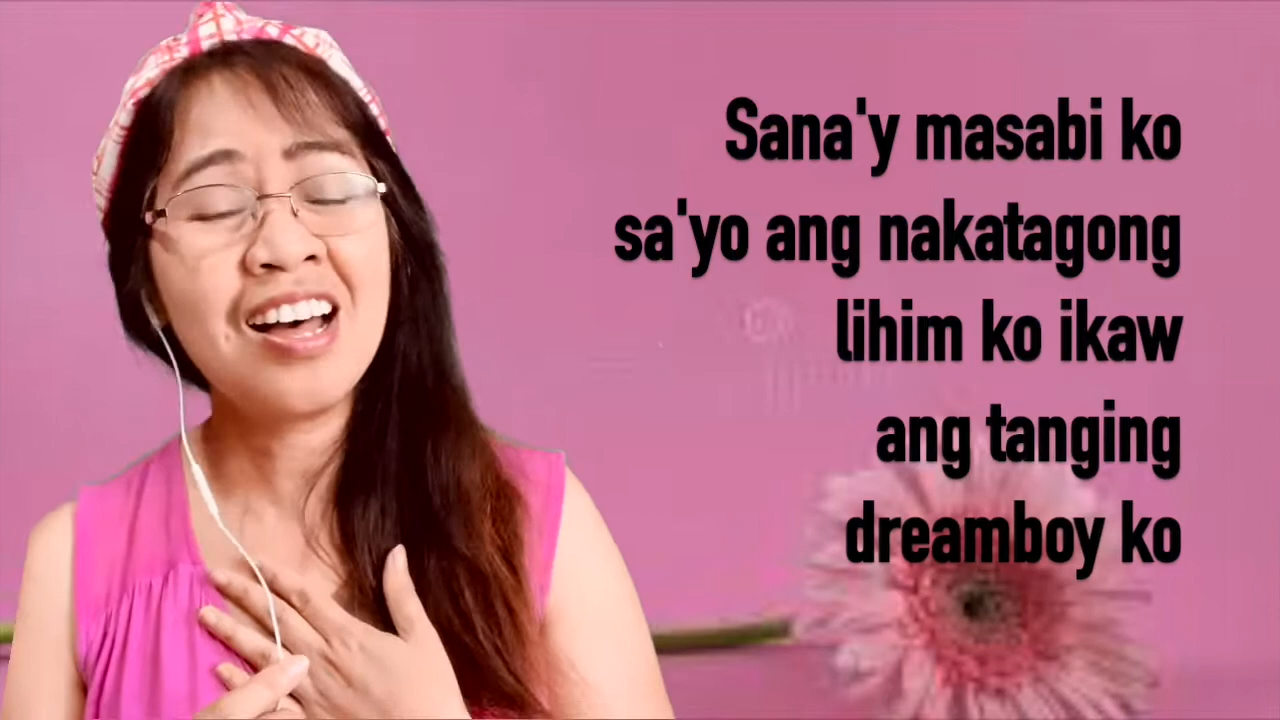 Sana'y masabi ko
sa'yo ang nakatagong
lihim ko ikaw
ang tanging
dreamboy ko